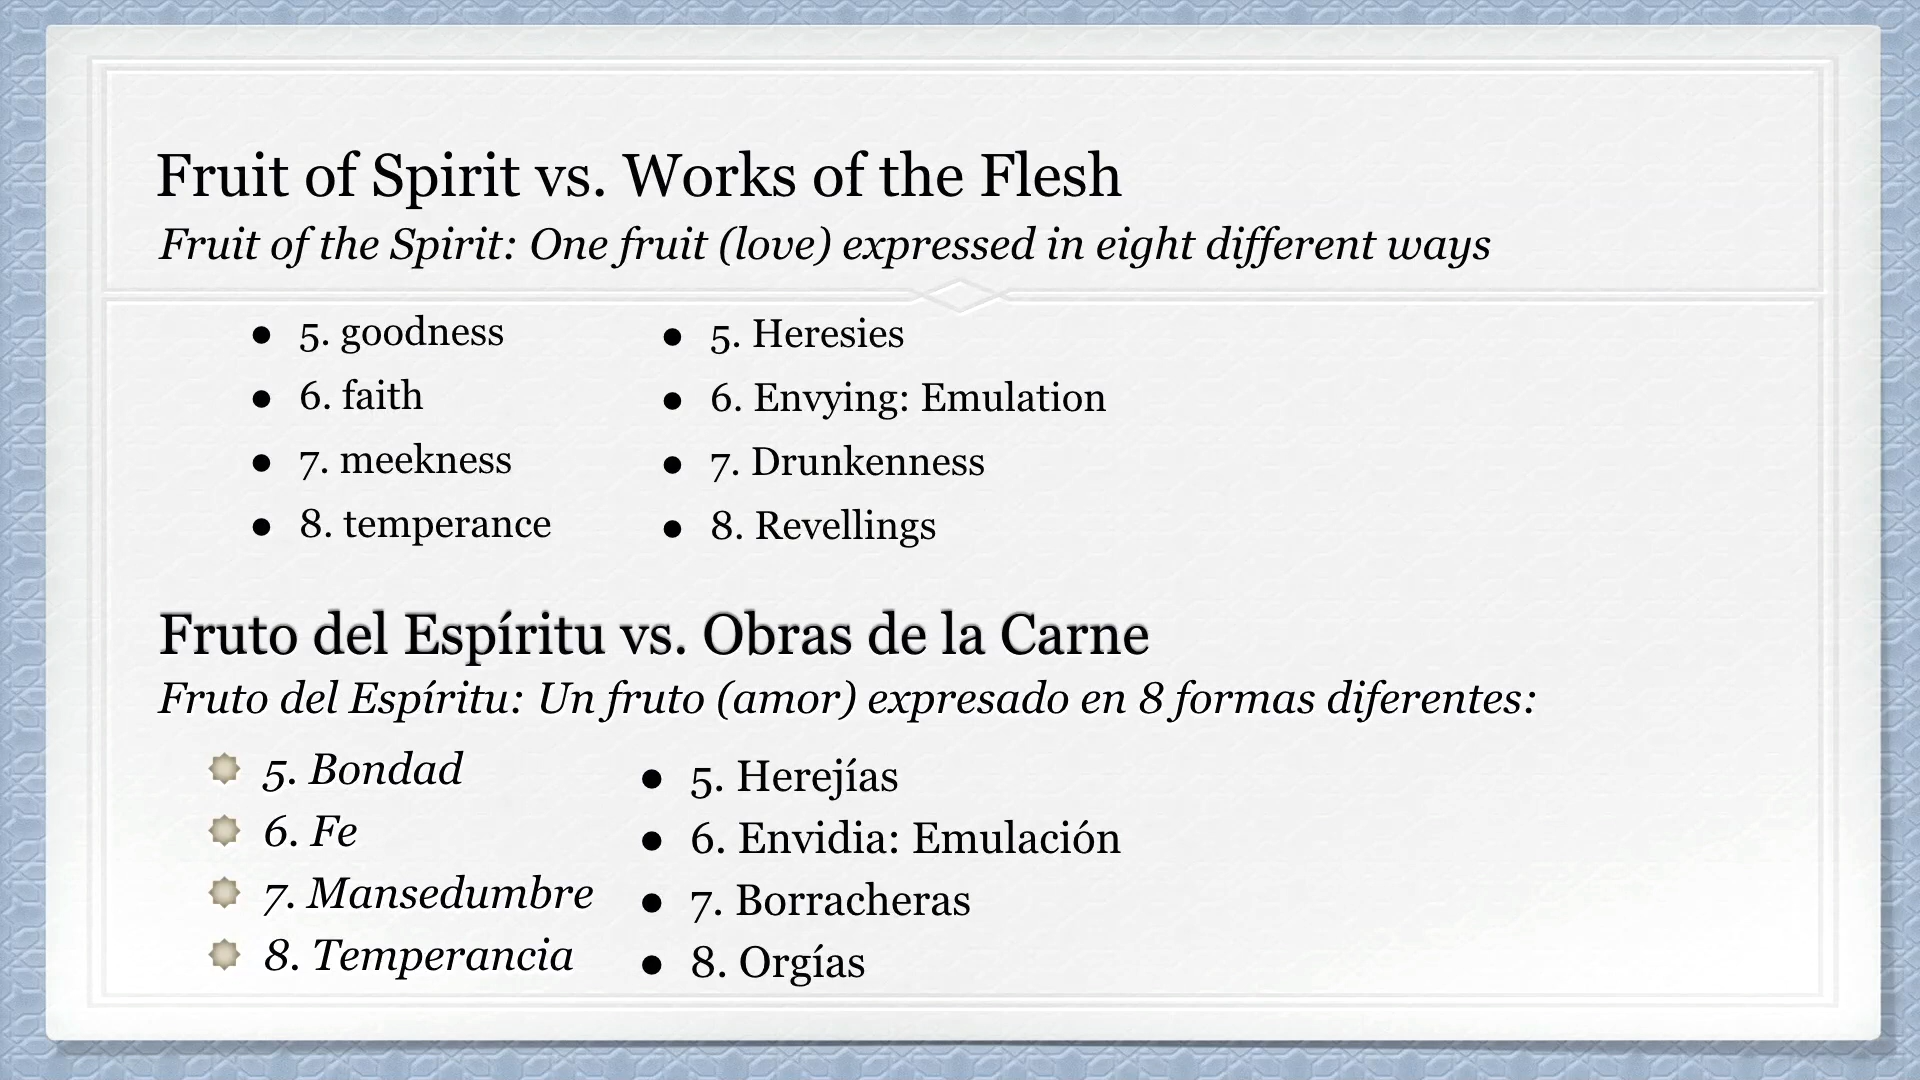 Fruit of Spirit vs. Works of the Flesh
Fruit of the Spirit: One fruit (love) expressed in eight different ways
• 5. goodness
• 6. faith
• 7. meekness
• 8. temperance
• 5. Heresies
• 6. Envying: Emulation
• 7. Drunkenness
• 8. Revellings
Fruto del Espíritu vs. Obras de la Carne
Fruto del Espíritu: Un fruto (amor) expresado en 8 formas diferentes:
5. Bondad
6. Fe
7. Mansedumbre
8. Temperancia
• 5. Herejías
• 6. Envidia: Emulación
• 7. Borracheras
• 8. Orgías